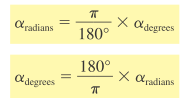 α_radians = π/180° × α_degrees
α_degrees = 180°/π × α_radians